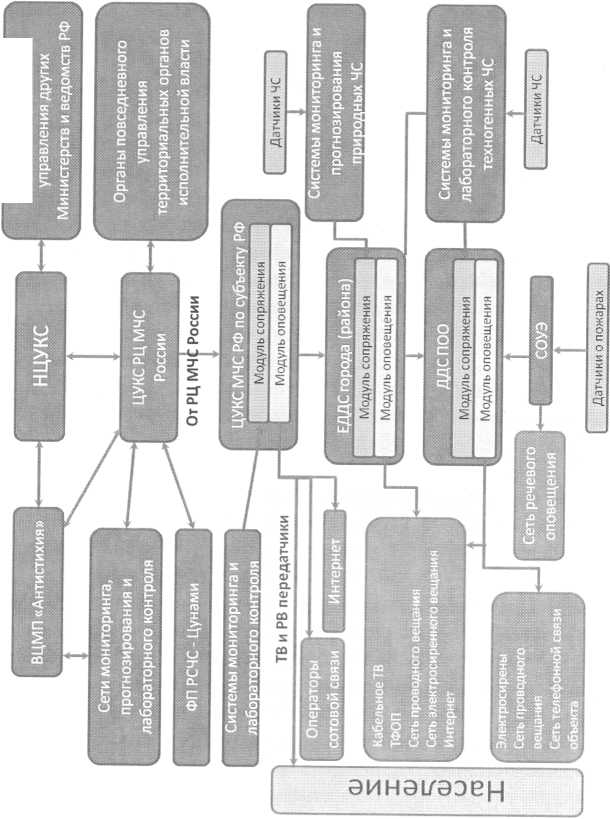 управления других
Министерств и ведомств РФ
НЦУКС
ВЦМП «Антистихия»
Органы повседневного
управления
территориальных органов
исполнительной власти
ЦУКС РЦ МЧС
России
Сети мониторинга,
прогнозирования и
лабораторного контроля
ФП РСЧС - Цунами
От РЦ МЧС России
ЦУКС МЧС РФ по субъекту РФ
Модуль сопряжения
Модуль оповещения
Системы мониторинга и
лабораторного контроля
ТВ и РВ передатчики
Операторы
сотовой связи
Интернет
Датчики ЧС
Системы мониторинга и
прогнозирования
природных ЧС
ЕДДС города (района)
Модуль сопряжения
Модуль оповещения
Кабельное ТВ
ТФОП
Сеть проводного вещания
Сеть электросиренного вещания
Интернет
Системы мониторинга и
лабораторного контроля
техногенных ЧС
Датчики ЧС
ДДС ПОО
Модуль сопряжения
Модуль оповещения
СОУЭ
Датчики о пожарах
Сеть речевого
оповещения
Электросирены
Сеть проводного
вещания
Сеть телефонной связи
объекта
Население